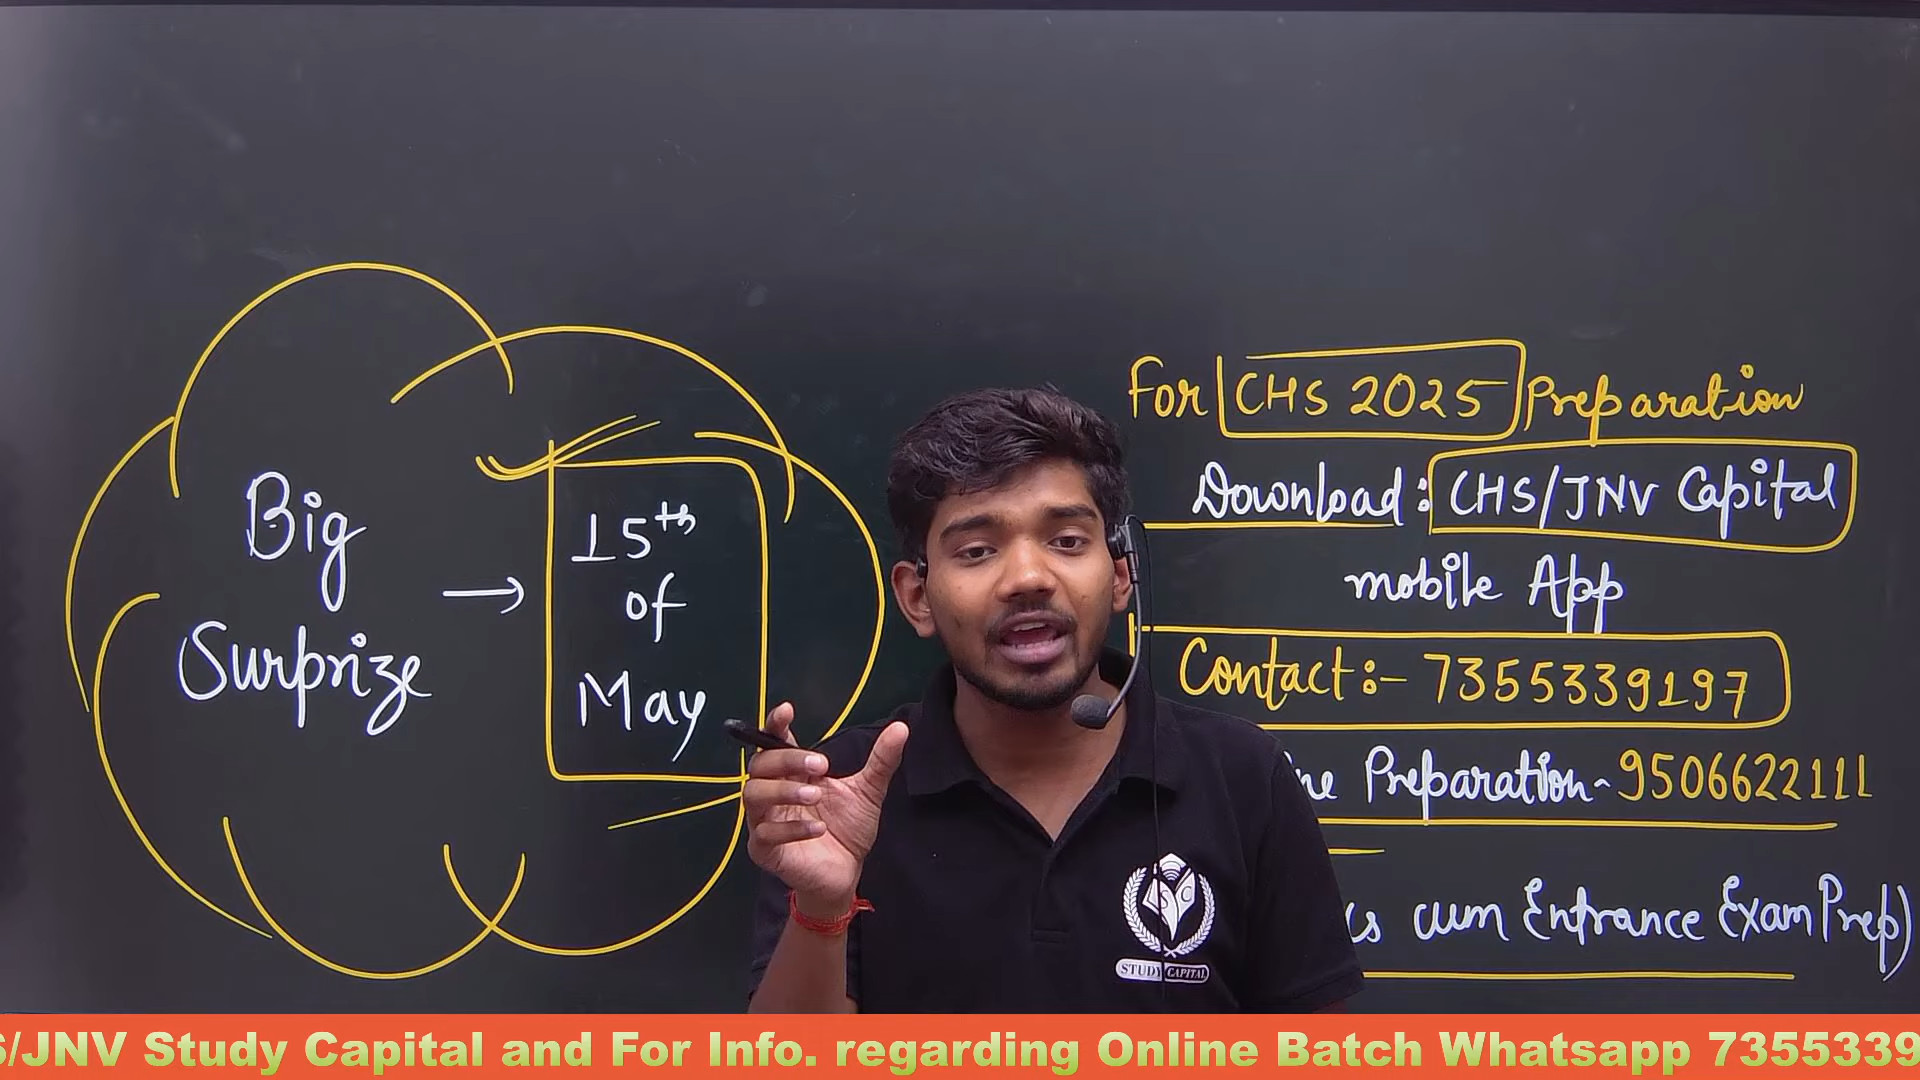 Big
Surprize
→
15th
of
May
For CHS 2025 Preparation
Download: CHS/JNV Capital
mobile App
Contact:- 7355339197
Preparation - 9506622111
cum Entrance Exam Prep)
SC
STUDY CAPITAL
/JNV Study Capital and For Info. regarding Online Batch Whatsapp 7355339